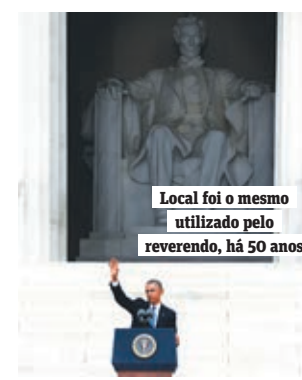 Local foi o mesmo
utilizado pelo
reverendo, há 50 anos